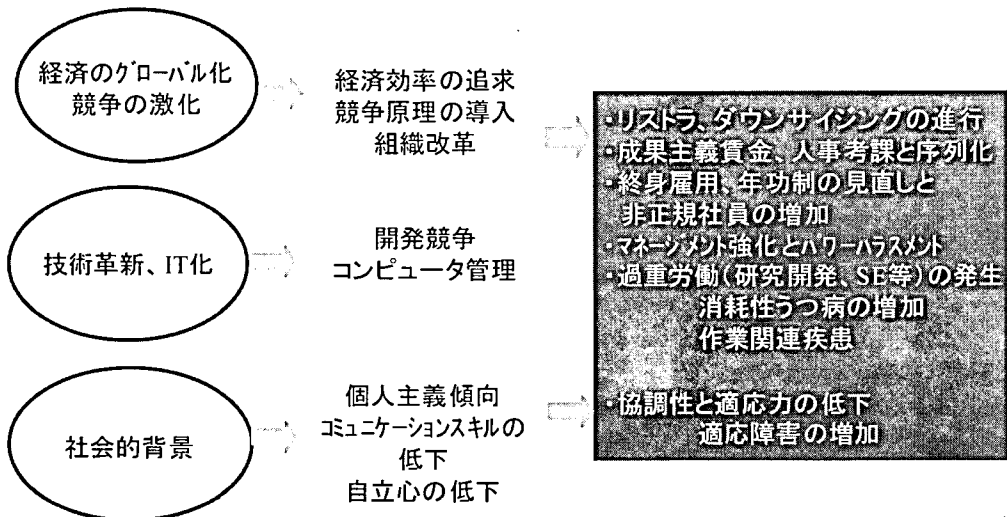 経済のグローバル化
競争の激化
経済効率の追求
競争原理の導入
組織改革
技術革新、IT化
開発競争
コンピュータ管理
社会的背景
個人主義傾向
コミュニケーションスキルの
低下
自立心の低下
・リストラ、ダウンサイジングの進行
・成果主義賃金、人事考課と序列化
・終身雇用、年功制の見直しと
非正規社員の増加
・マネージメント強化とパワーハラスメント
・過重労働(研究開発、SE等)の発生
消耗性うつ病の増加
作業関連疾患
・協調性と適応力の低下
適応障害の増加